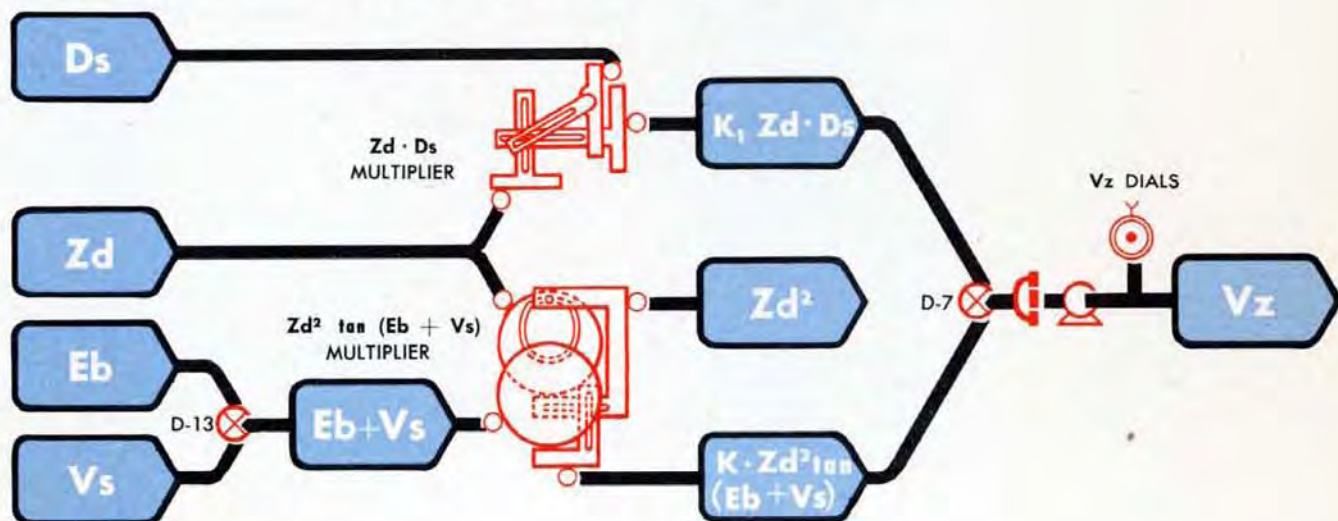 Ds
Zd · Ds
MULTIPLIER
K₁ Zd · Ds
Vz DIALS
Zd
Zd² tan (Eb + Vs)
MULTIPLIER
Zd²
D-7
Vz
Eb
D-13
Eb+Vs
Vs
K · Zd² tan
(Eb + Vs)